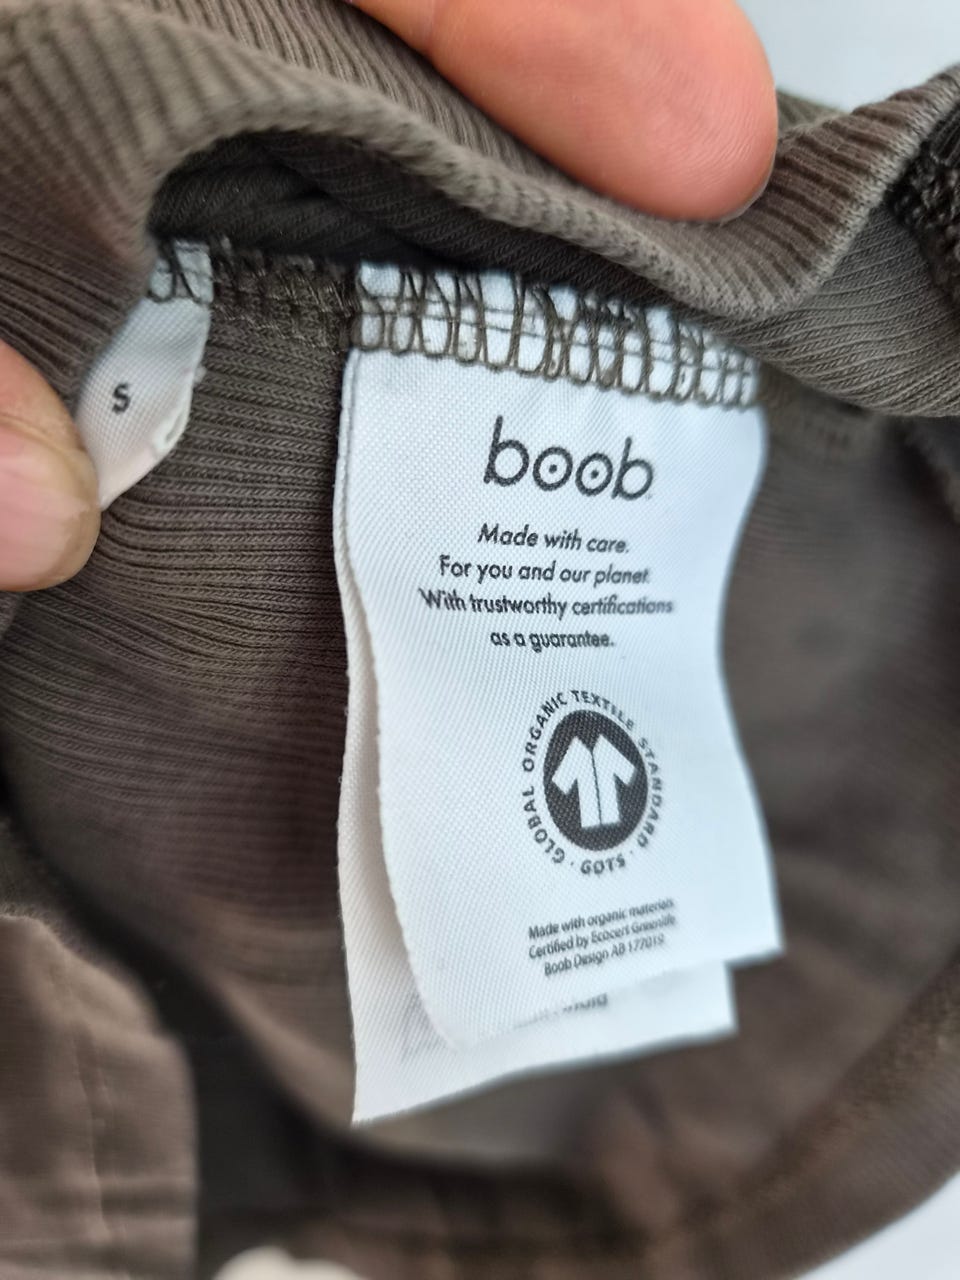 S
boob
Made with care.
For you and our planet.
With trustworthy certifications
as a guarantee.
GLOBAL ORGANIC TEXTILE STANDARD · GOTS ·
Made with organic materials
Certified by Ecocert Greenlife
Boob Design AB 177019